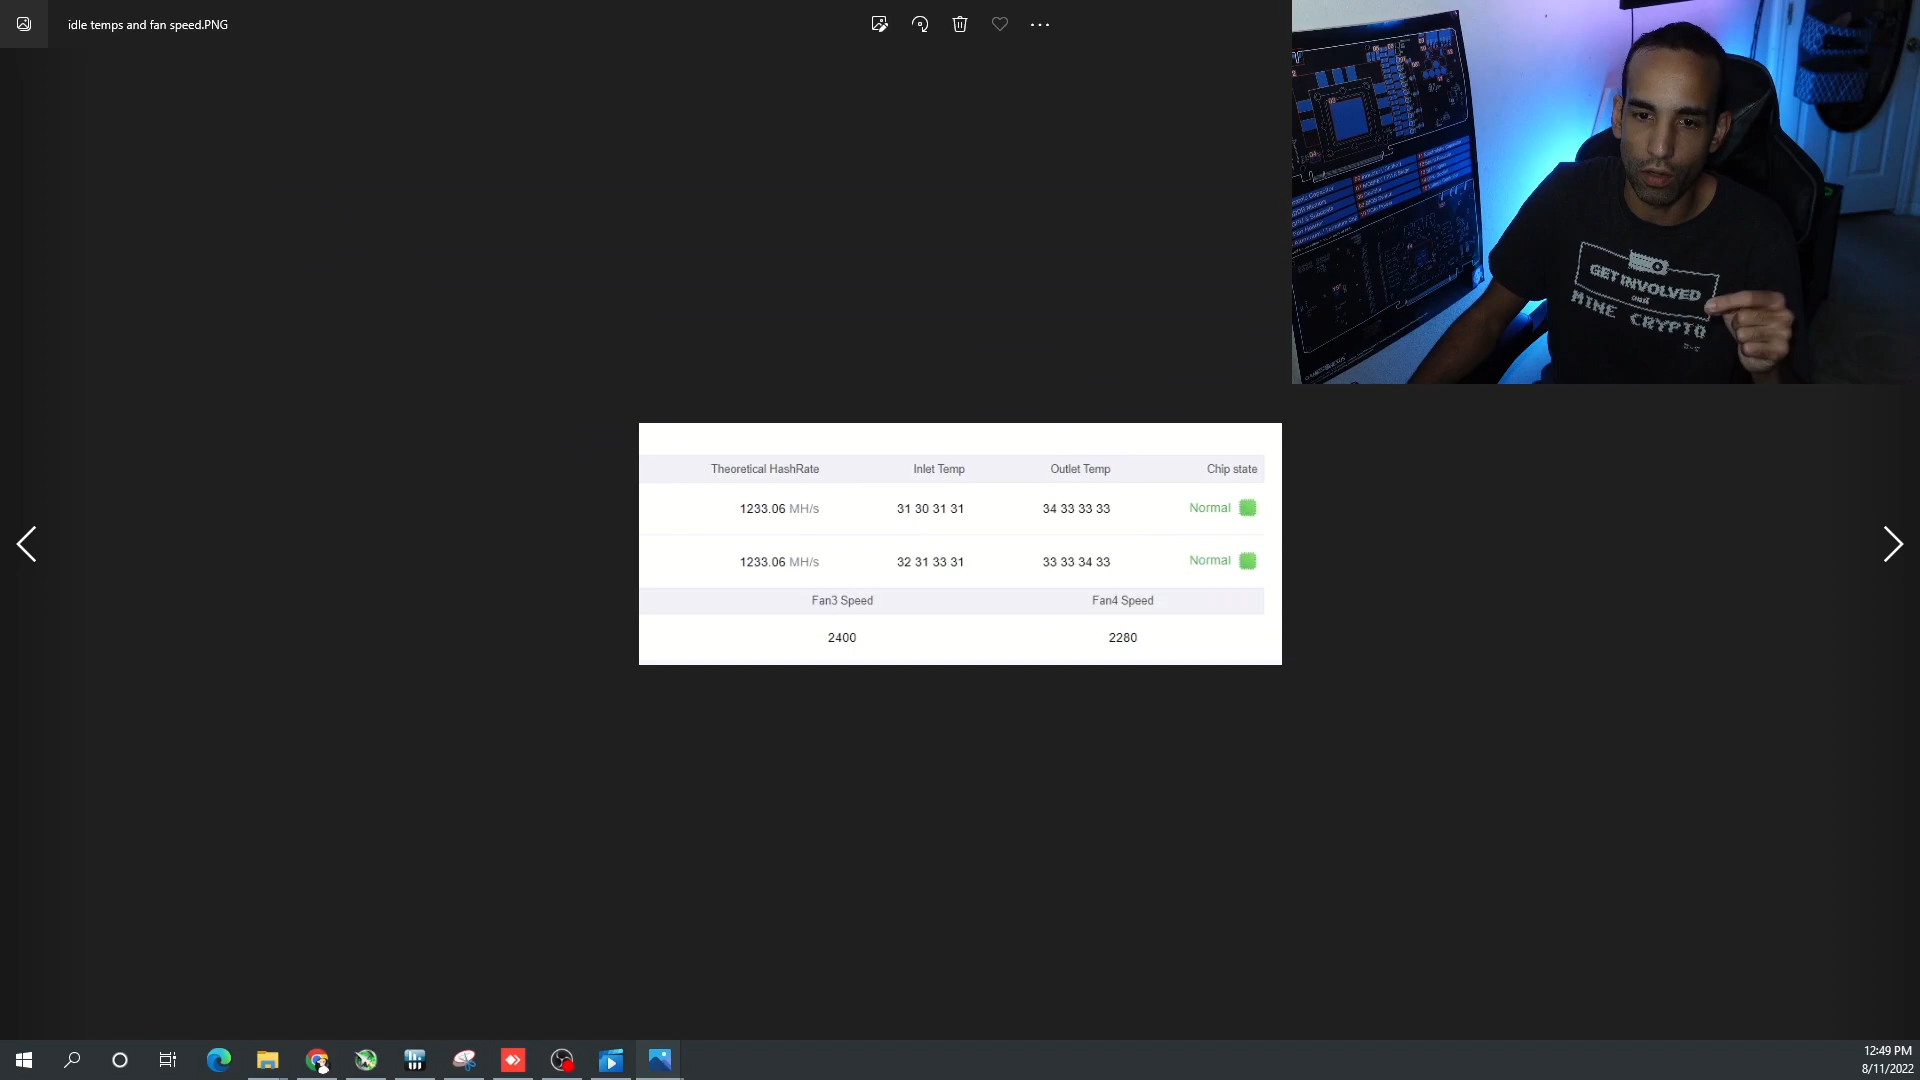 idle temps and fan speed.PNG
GET INVOLVED
and
MINE CRYPTO
Theoretical HashRate Inlet Temp Outlet Temp Chip state
1233.06 MH/s 31 30 31 31 34 33 33 33 Normal
1233.06 MH/s 32 31 33 31 33 33 34 33 Normal
Fan3 Speed Fan4 Speed
2400 2280
12:49 PM
8/11/2022